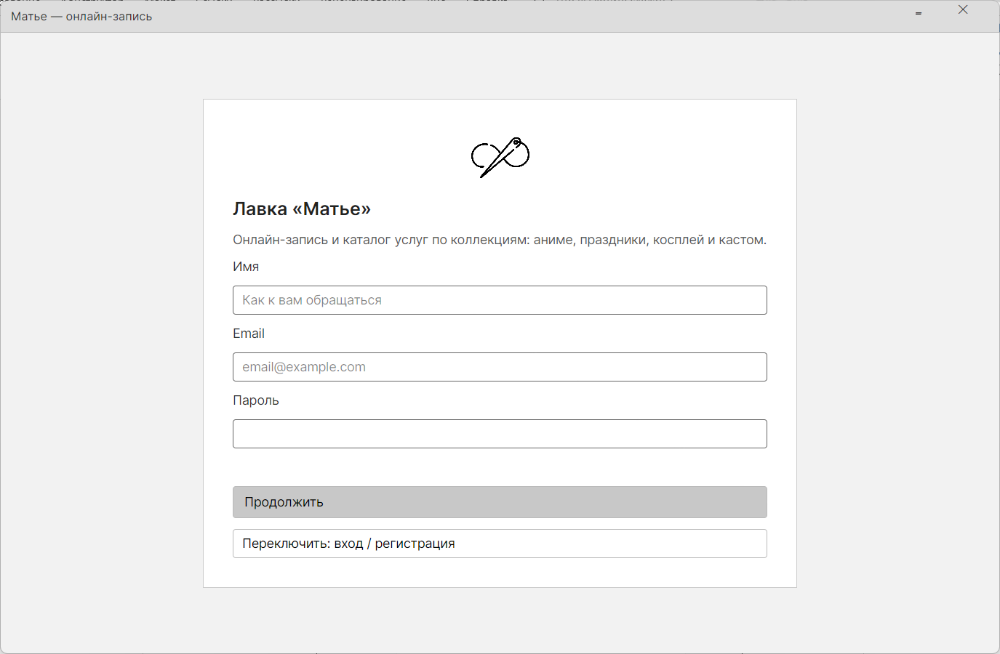 Матье — онлайн-запись
Лавка «Матье»
Онлайн-запись и каталог услуг по коллекциям: аниме, праздники, косплей и кастом.
Имя
Как к вам обращаться
Email
email@example.com
Пароль
Продолжить
Переключить: вход / регистрация